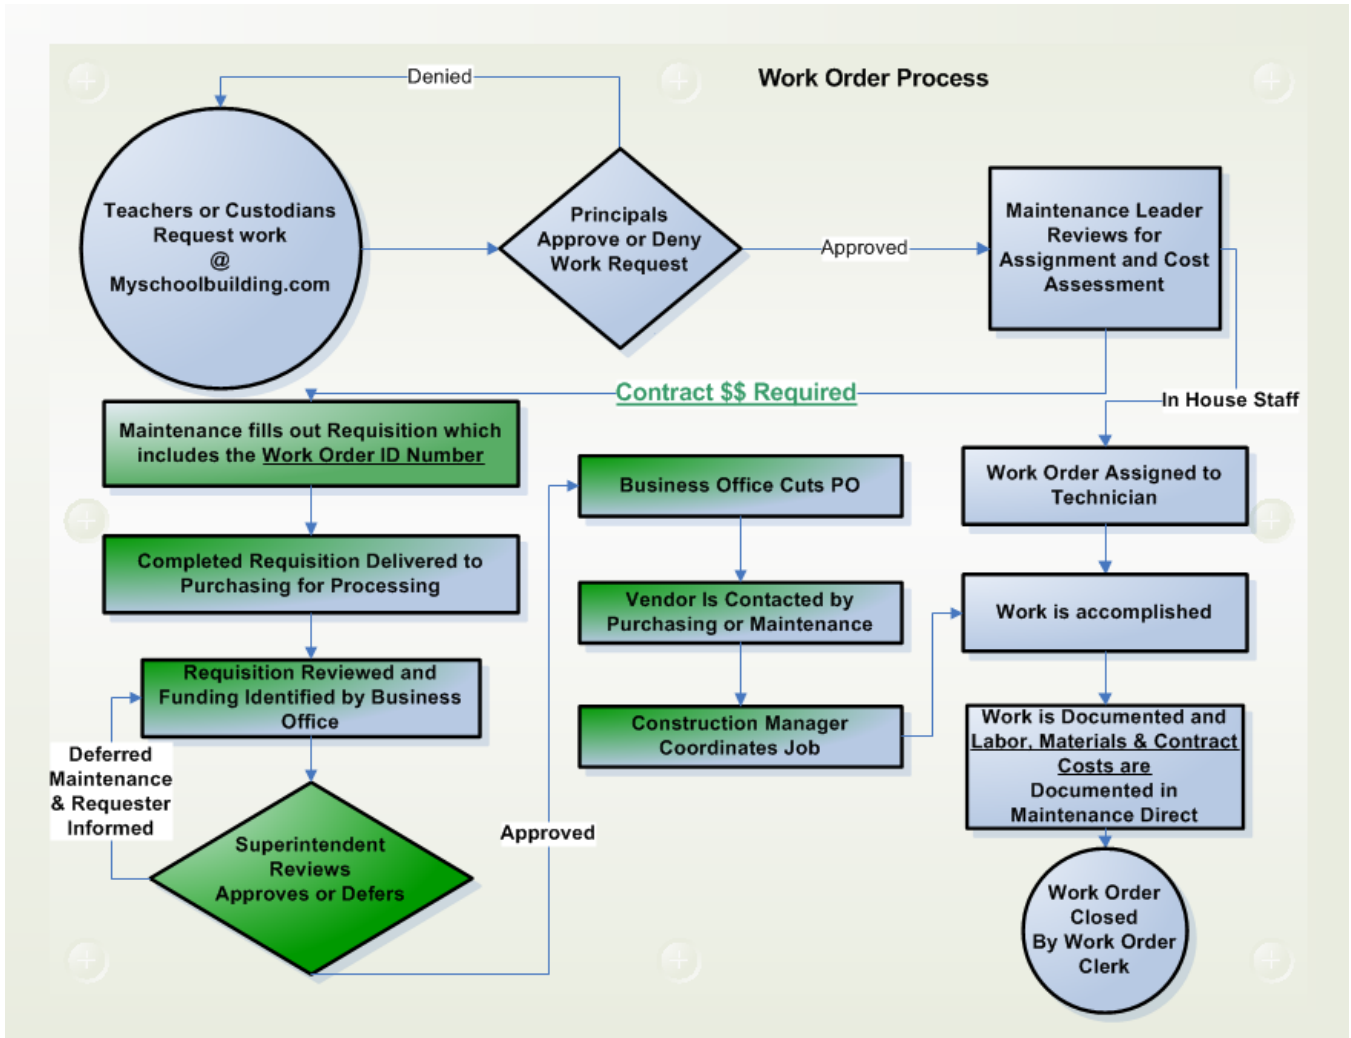 Work Order Process
Denied
Teachers or Custodians
Request work
@
Myschoolbuilding.com
Principals
Approve or Deny
Work Request
Approved
Maintenance Leader
Reviews for
Assignment and Cost
Assessment
Contract $$ Required
In House Staff
Maintenance fills out Requisition which
includes the Work Order ID Number
Completed Requisition Delivered to
Purchasing for Processing
Requisition Reviewed and
Funding Identified by Business
Office
Deferred
Maintenance
& Requester
Informed
Superintendent
Reviews
Approves or Defers
Approved
Business Office Cuts PO
Vendor Is Contacted by
Purchasing or Maintenance
Construction Manager
Coordinates Job
Work Order Assigned to
Technician
Work is accomplished
Work is Documented and
Labor, Materials & Contract
Costs are
Documented in
Maintenance Direct
Work Order
Closed
By Work Order
Clerk